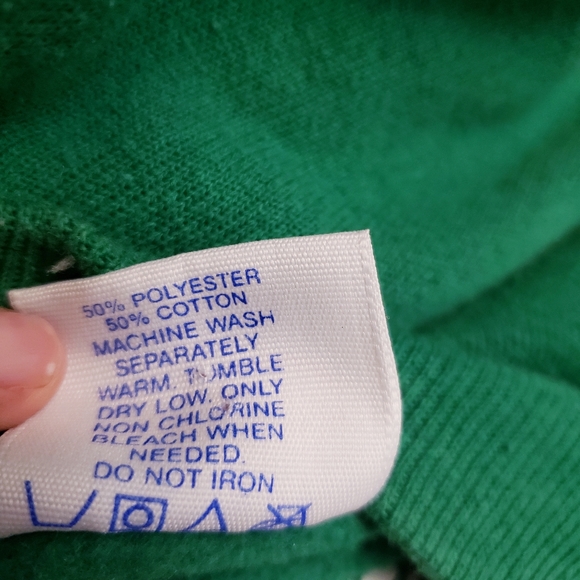 50% POLYESTER
50% COTTON
MACHINE WASH
SEPARATELY
WARM. TUMBLE
DRY LOW. ONLY
NON CHLORINE
BLEACH WHEN
NEEDED.
DO NOT IRON